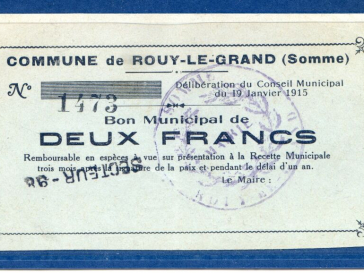 COMMUNE de ROUY-LE-GRAND (Somme)
Nº 1473
Délibération du Conseil Municipal
du 19 Janvier 1915
Bon Municipal de
DEUX FRANCS
Remboursable en espèces à vue sur présentation à la Recette Municipale
trois mois après la signature de la paix et pendant le délai d'un an.
SECTEUR -
Le Maire :